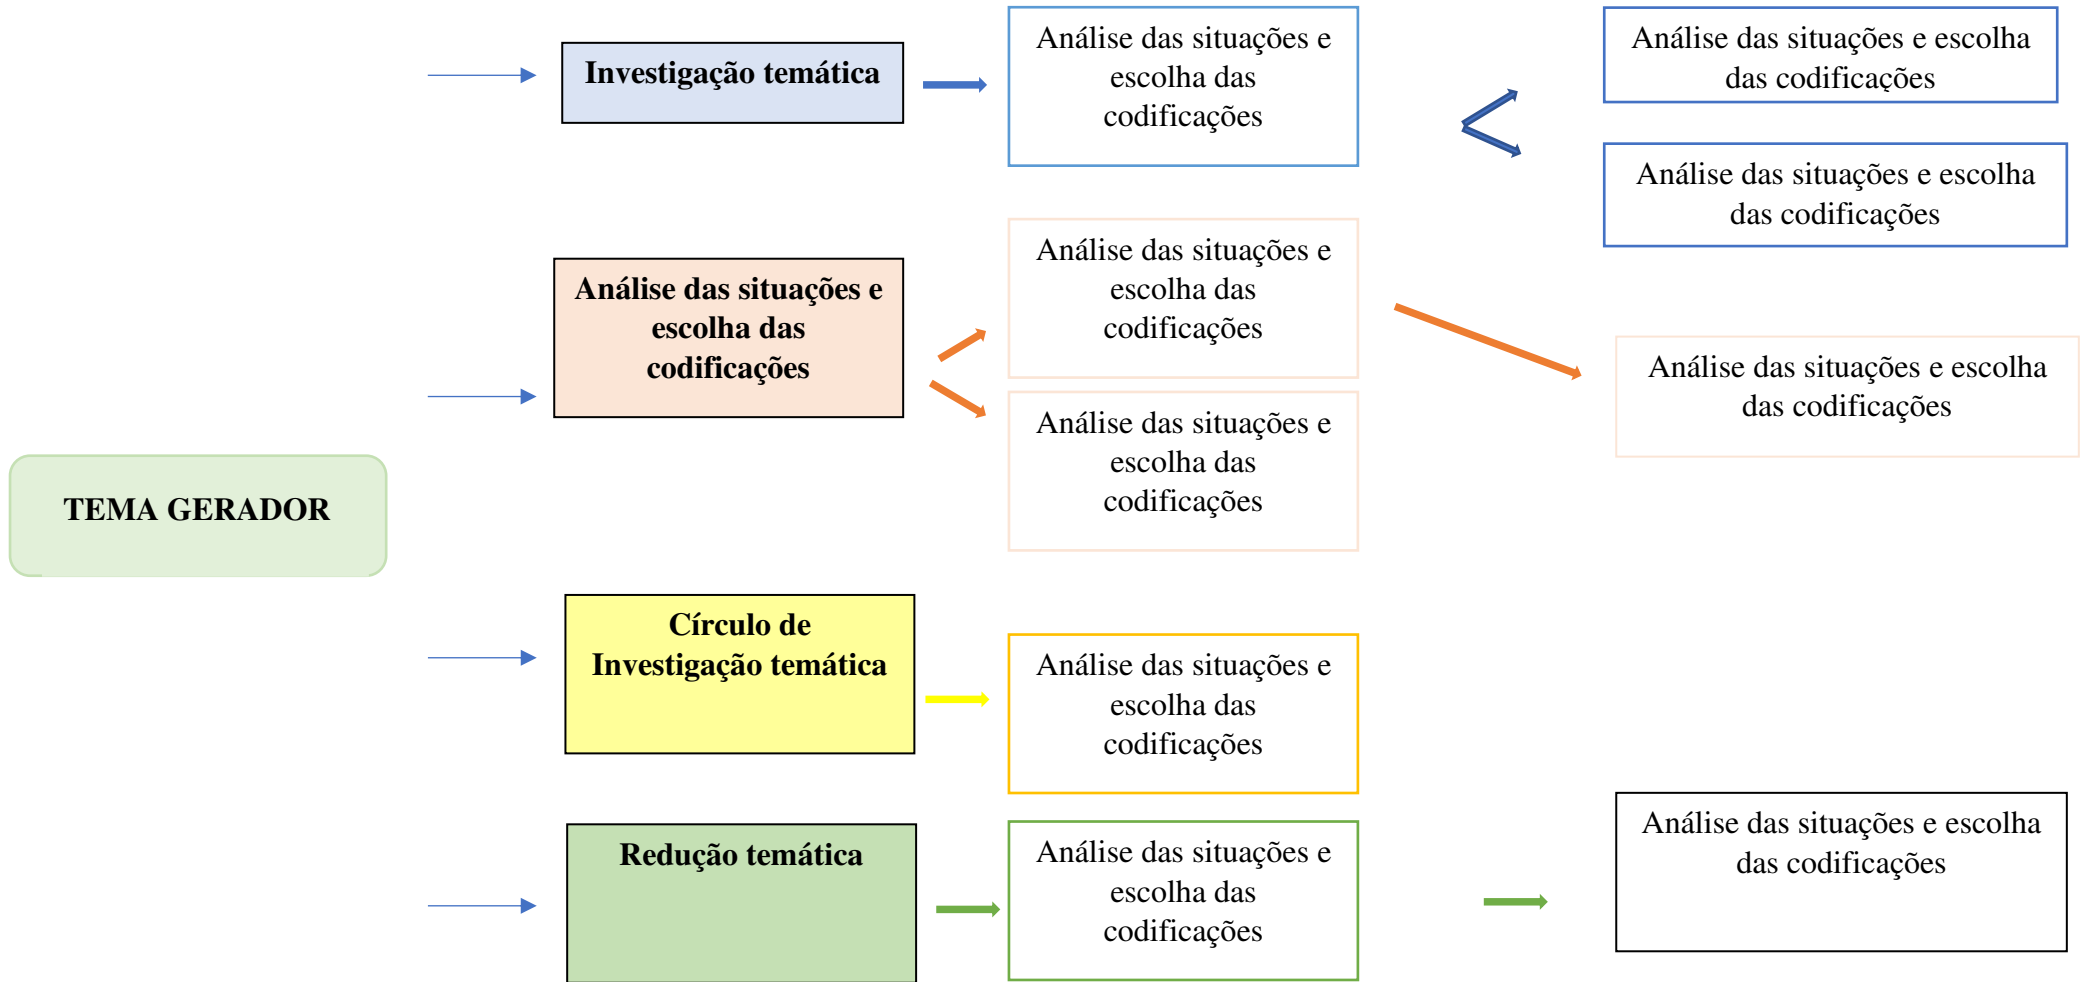 TEMA GERADOR
Investigação temática
Análise das situações e
escolha das
codificações
Análise das situações e escolha
das codificações
Análise das situações e escolha
das codificações
Análise das situações e
escolha das
codificações
Análise das situações e
escolha das
codificações
Análise das situações e
escolha das
codificações
Análise das situações e escolha
das codificações
Círculo de
Investigação temática
Análise das situações e
escolha das
codificações
Redução temática
Análise das situações e
escolha das
codificações
Análise das situações e escolha
das codificações